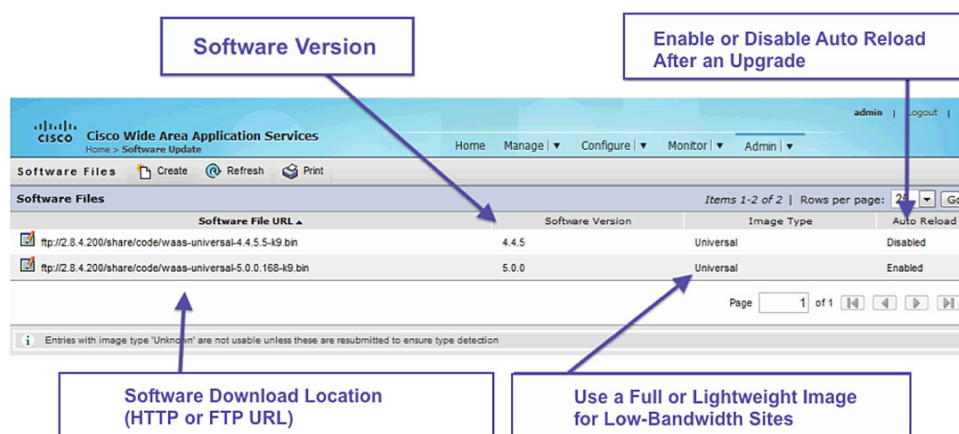 Software Version
Enable or Disable Auto Reload
After an Upgrade
admin | Logout |
CISCO Cisco Wide Area Application Services
Home > Software Update
Home Manage | Configure | Monitor | Admin |
Software Files Create Refresh Print
Software Files Items 1-2 of 2 | Rows per page: 25 Go
Software File URL Software Version Image Type Auto Reload
ftp://2.8.4.200/share/code/waas-universal-4.4.5.5-k9.bin 4.4.5 Universal Disabled
ftp://2.8.4.200/share/code/waas-universal-5.0.0.168-k9.bin 5.0.0 Universal Enabled
Page 1 of 1
i Entries with image type 'Unknown' are not usable unless these are resubmitted to ensure type detection
Software Download Location
(HTTP or FTP URL)
Use a Full or Lightweight Image
for Low-Bandwidth Sites